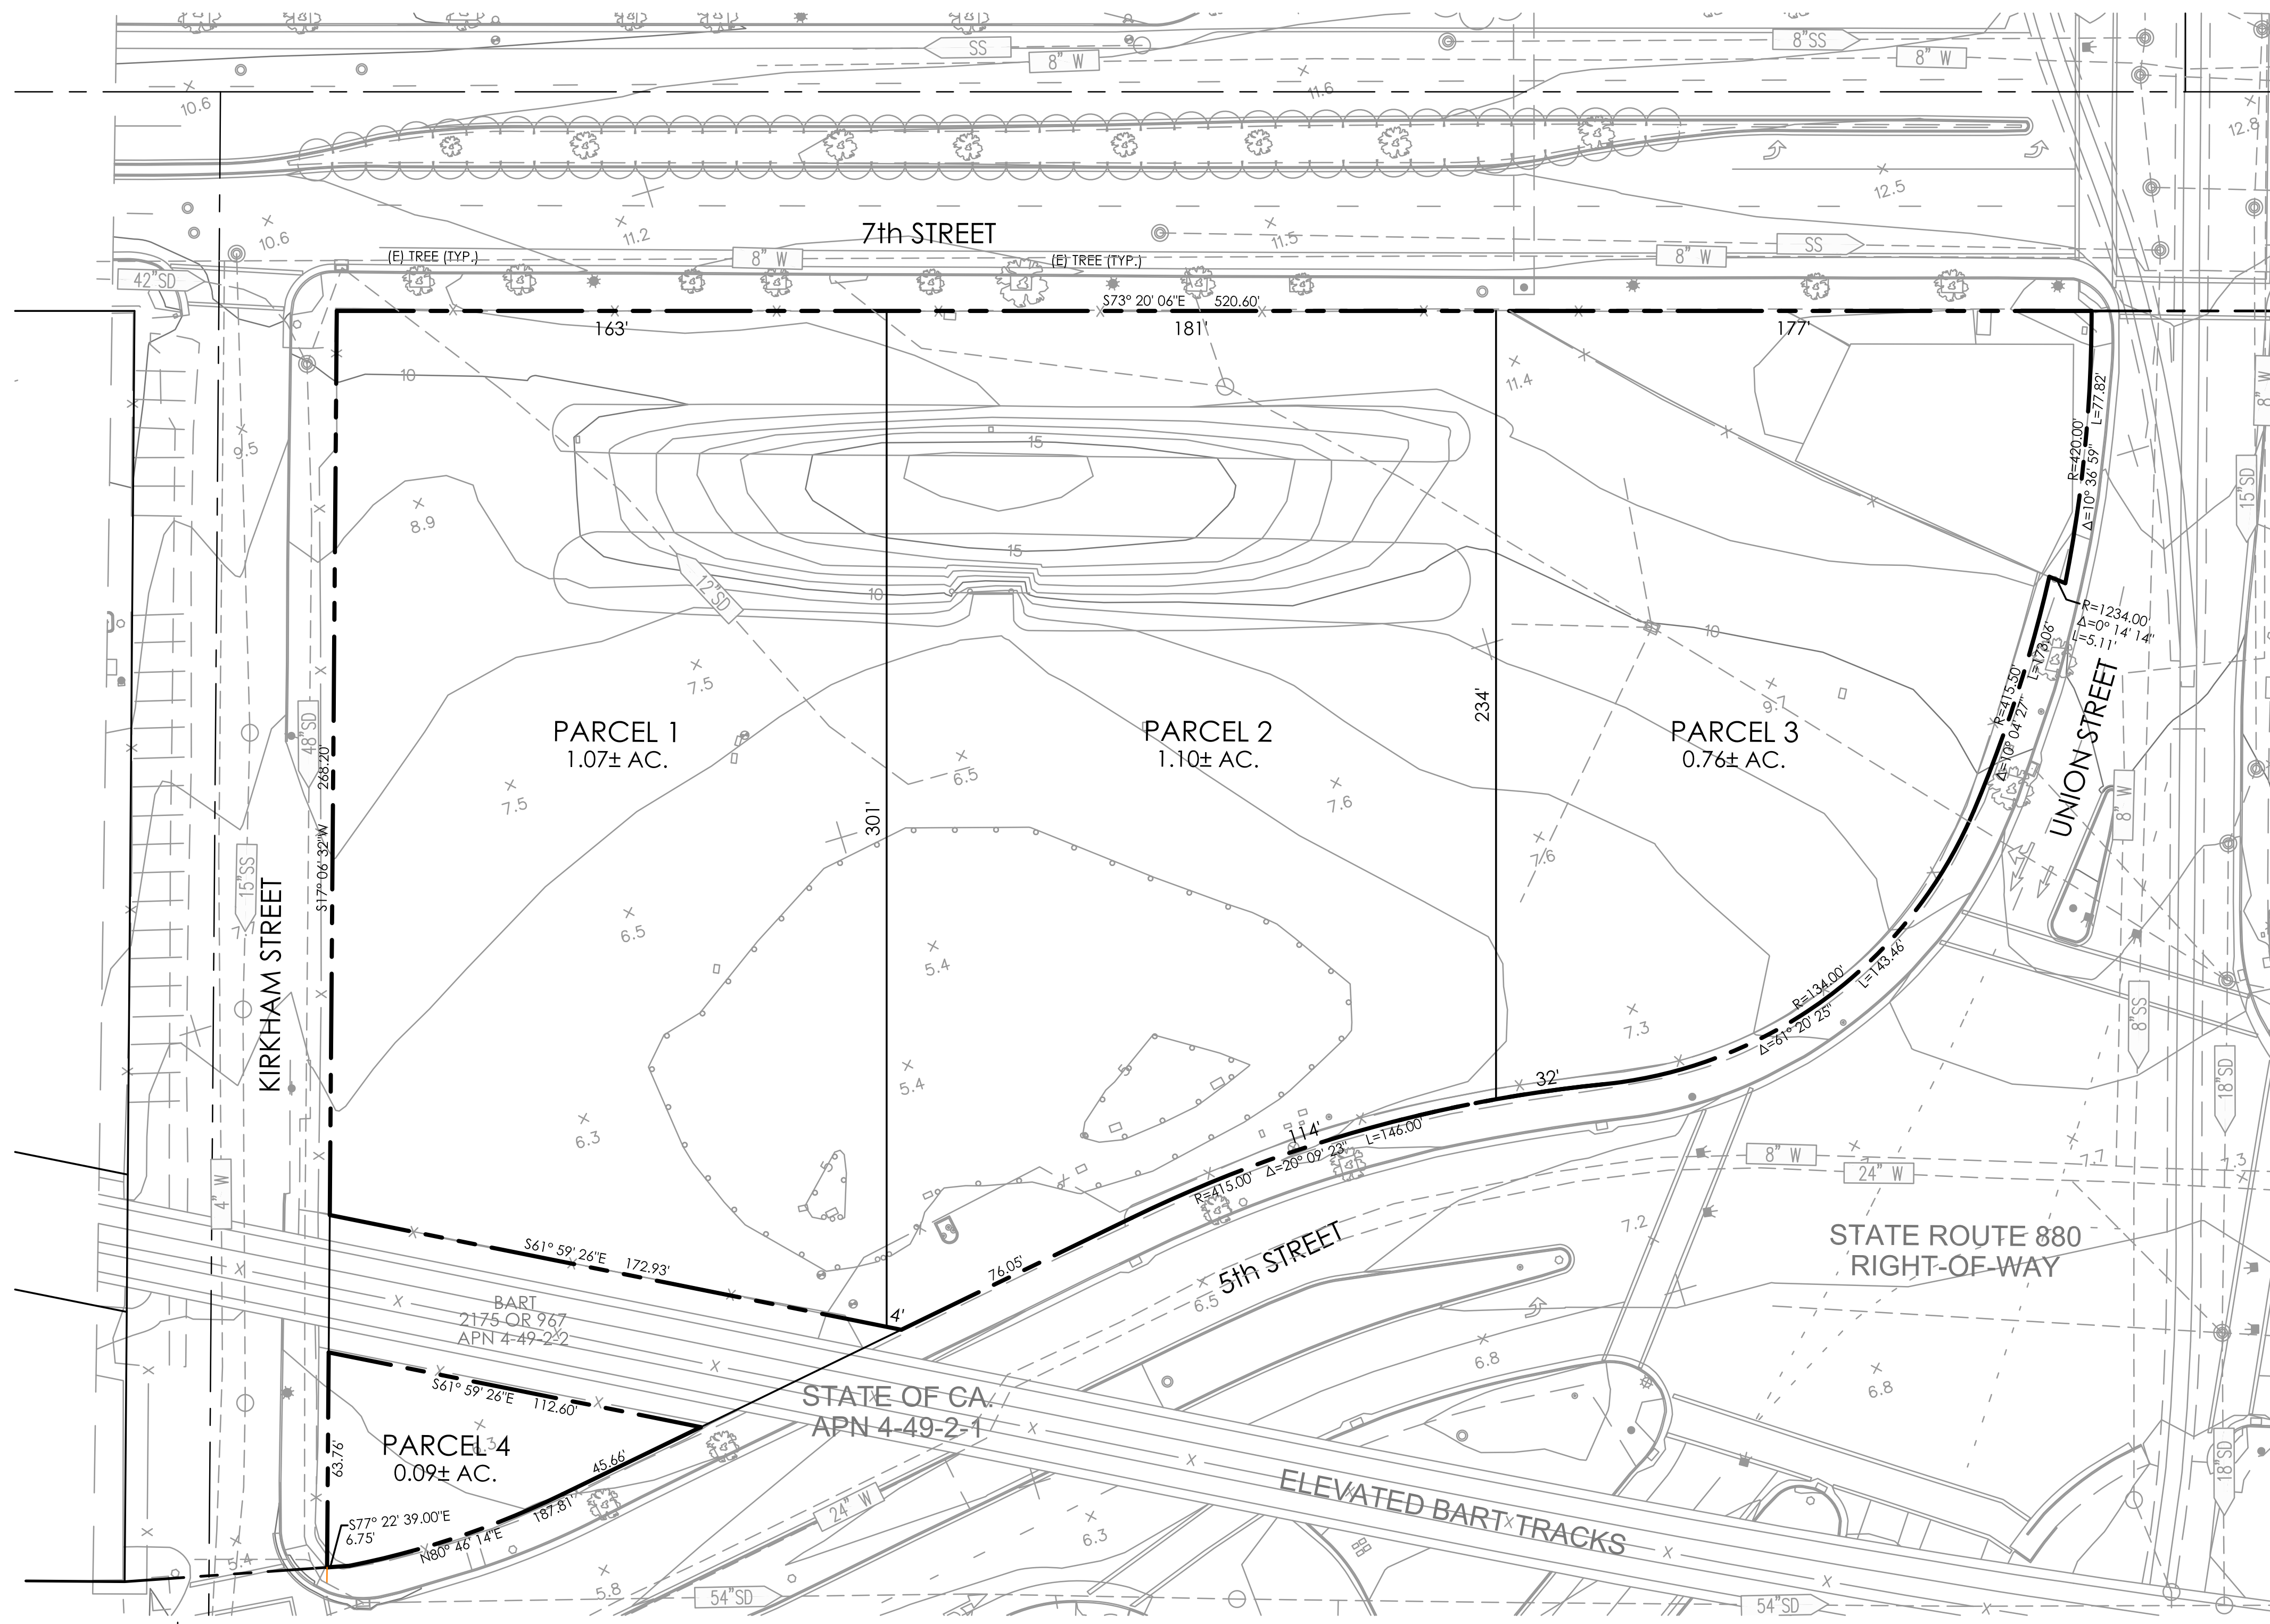 SS
8" W
8"SS
8" W
10.6
11.6
12.8
12.5
10.6
11.2
11.5
7th STREET
(E) TREE (TYP.)
8" W
(E) TREE (TYP.)
8" W
SS
42"SD
S73° 20' 06"E 520.60'
163'
181'
177'
10
11.4
9.5
8.9
15
15
10
10
12"SD
48"SD
R=420.00'
L=77.82'
Δ=10° 36' 59"
8" W
15"SD
R=1234.00'
Δ=0° 14' 14"
L=5.11'
L=173.06'
R=415.50'
Δ=10° 04' 27"
UNION STREET
8" W
7.5
9.7
234'
PARCEL 1
1.07± AC.
PARCEL 2
1.10± AC.
PARCEL 3
0.76± AC.
7.5
6.5
7.6
7.6
301'
S17° 06' 32"W 268.20'
15"SS
7.7
KIRKHAM STREET
6.5
5.4
7.3
5.4
6.3
5
5
R=134.00'
L=143.46'
Δ=61° 20' 25"
8"SS
18"SD
32'
114'
L=146.00'
R=415.00'
Δ=20° 09' 23"
8" W
24" W
7.7
7.3
4" W
7.2
STATE ROUTE 880
RIGHT-OF-WAY
S61° 59' 26"E 172.93'
76.05'
5th STREET
6.5
4'
BART
2175 OR 967
APN 4-49-2-2
6.8
6.8
S61° 59' 26"E 112.60'
STATE OF CA.
APN 4-49-2-1
PARCEL 4
0.09± AC.
6.3
63.76'
45.66'
187.81'
S77° 22' 39.00"E
6.75'
N80° 46' 14"E
24" W
ELEVATED BART TRACKS
18"SD
6.3
5.4
5.8
54"SD
54"SD